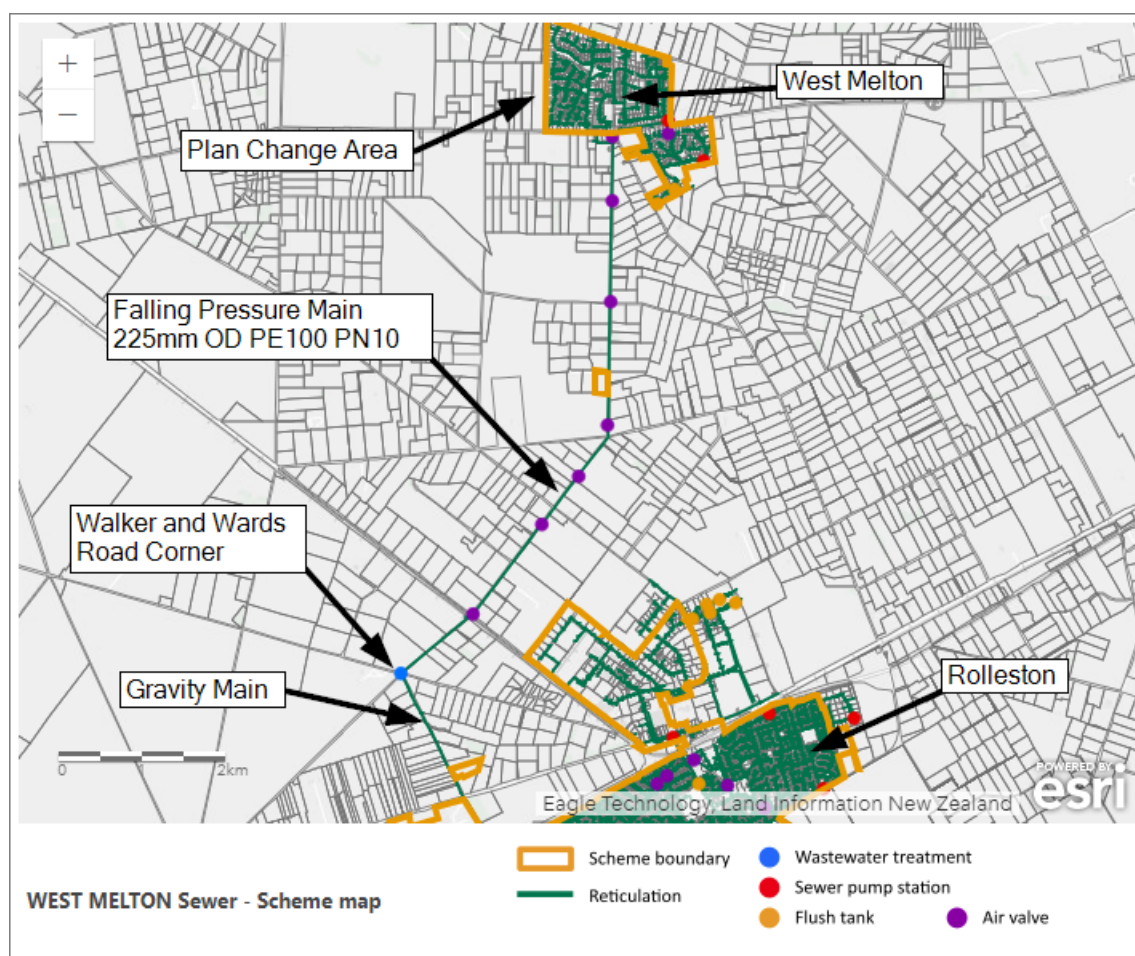 +
West Melton
−
Plan Change Area
Falling Pressure Main
225mm OD PE100 PN10
Walker and Wards
Road Corner
Gravity Main
Rolleston
0
2km
POWERED BY
esri
Eagle Technology, Land Information New Zealand
Scheme boundary
Wastewater treatment
Reticulation
Sewer pump station
WEST MELTON Sewer - Scheme map
Flush tank
Air valve